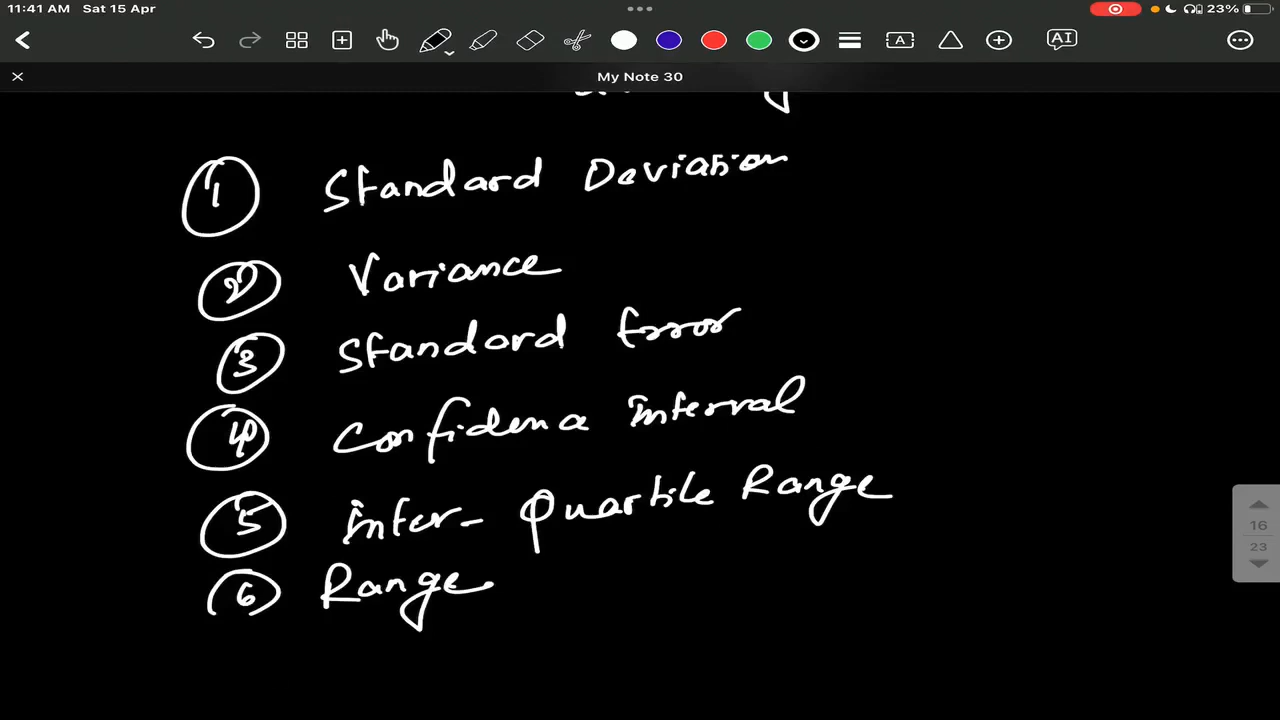 11:41 AM Sat 15 Apr
23%
A
AI
My Note 30
1 Standard Deviation
2 Variance
3 Standard Error
4 Confidence interval
5 inter- Quartile Range
6 Range
16
23